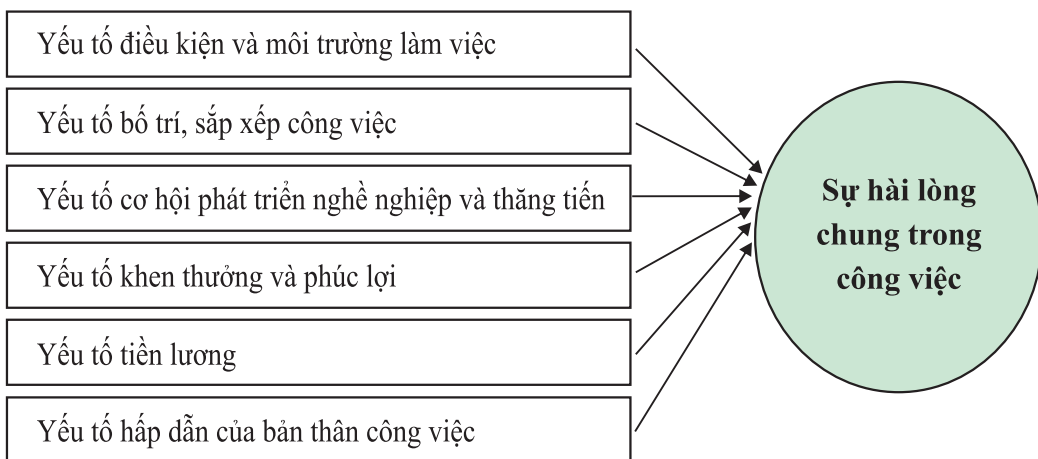 Yếu tố điều kiện và môi trường làm việc
Yếu tố bố trí, sắp xếp công việc
Yếu tố cơ hội phát triển nghề nghiệp và thăng tiến
Yếu tố khen thưởng và phúc lợi
Yếu tố tiền lương
Yếu tố hấp dẫn của bản thân công việc
Sự hài lòng
chung trong
công việc